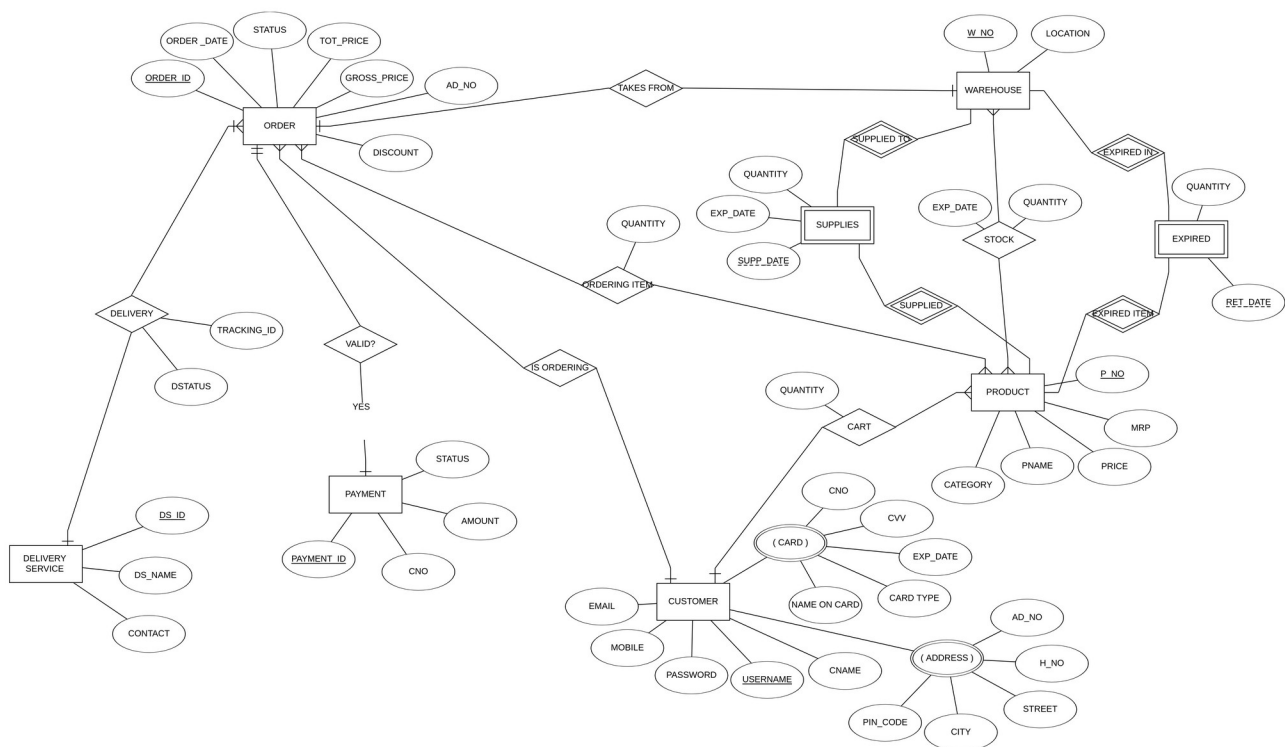 STATUS
ORDER _DATE
TOT_PRICE
ORDER_ID
GROSS_PRICE
AD_NO
ORDER
DISCOUNT
TAKES FROM
W_NO
LOCATION
WAREHOUSE
SUPPLIED TO
EXPIRED IN
QUANTITY
EXP_DATE
SUPP_DATE
SUPPLIES
EXP_DATE
QUANTITY
STOCK
QUANTITY
EXPIRED
RET_DATE
QUANTITY
ORDERING ITEM
SUPPLIED
EXPIRED ITEM
DELIVERY
TRACKING_ID
DSTATUS
VALID?
YES
IS ORDERING
QUANTITY
CART
PRODUCT
P_NO
MRP
PRICE
PNAME
CATEGORY
STATUS
PAYMENT
AMOUNT
PAYMENT_ID
CNO
DS_ID
DELIVERY
SERVICE
DS_NAME
CONTACT
CNO
CVV
( CARD )
EXP_DATE
CARD TYPE
NAME ON CARD
EMAIL
CUSTOMER
MOBILE
PASSWORD
USERNAME
CNAME
AD_NO
( ADDRESS )
H_NO
STREET
CITY
PIN_CODE